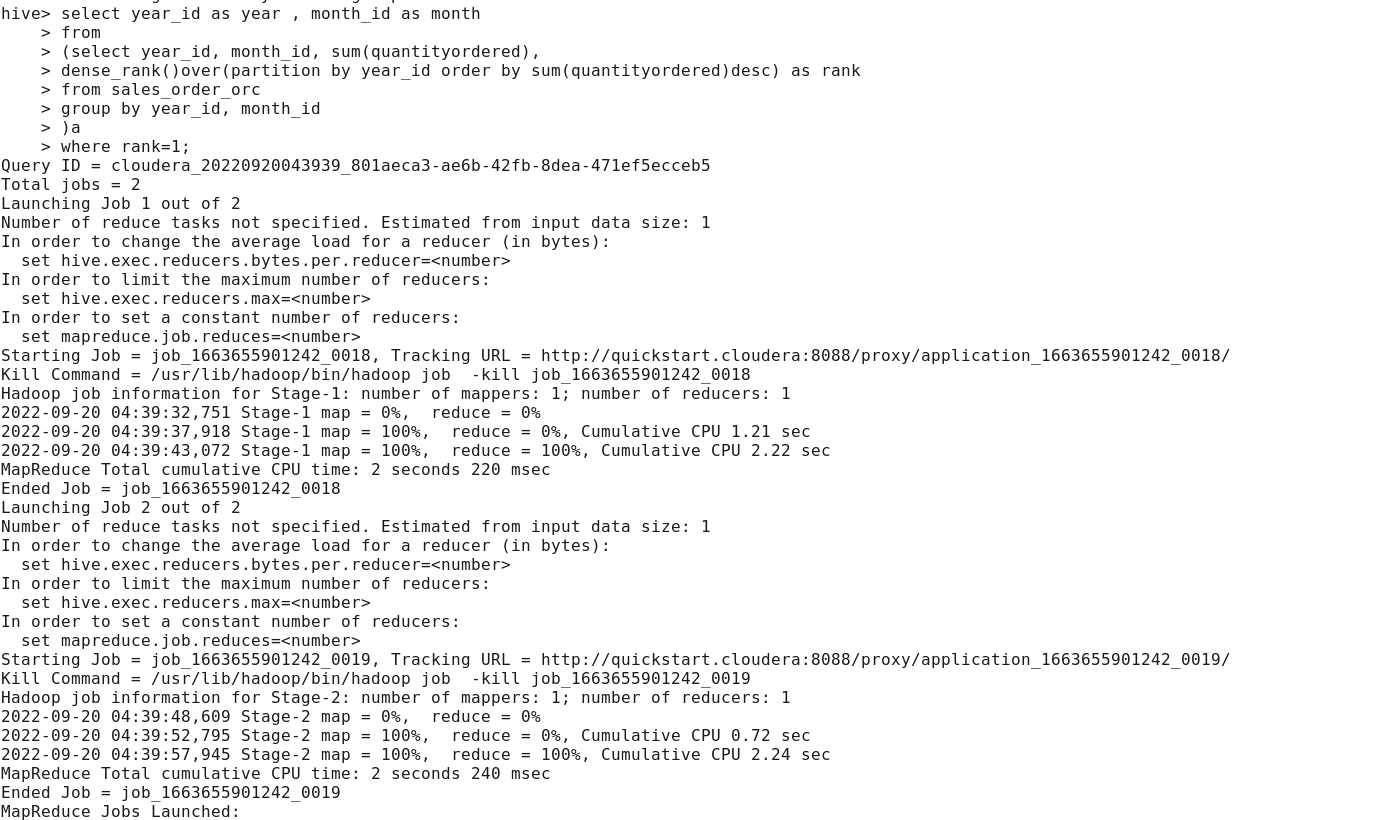 hive> select year_id as year , month_id as month
    > from
    > (select year_id, month_id, sum(quantityordered),
    > dense_rank()over(partition by year_id order by sum(quantityordered)desc) as rank
    > from sales_order_orc
    > group by year_id, month_id
    > )a
    > where rank=1;
Query ID = cloudera_20220920043939_801aeca3-ae6b-42fb-8dea-471ef5ecceb5
Total jobs = 2
Launching Job 1 out of 2
Number of reduce tasks not specified. Estimated from input data size: 1
In order to change the average load for a reducer (in bytes):
  set hive.exec.reducers.bytes.per.reducer=<number>
In order to limit the maximum number of reducers:
  set hive.exec.reducers.max=<number>
In order to set a constant number of reducers:
  set mapreduce.job.reduces=<number>
Starting Job = job_1663655901242_0018, Tracking URL = http://quickstart.cloudera:8088/proxy/application_1663655901242_0018/
Kill Command = /usr/lib/hadoop/bin/hadoop job  -kill job_1663655901242_0018
Hadoop job information for Stage-1: number of mappers: 1; number of reducers: 1
2022-09-20 04:39:32,751 Stage-1 map = 0%,  reduce = 0%
2022-09-20 04:39:37,918 Stage-1 map = 100%,  reduce = 0%, Cumulative CPU 1.21 sec
2022-09-20 04:39:43,072 Stage-1 map = 100%,  reduce = 100%, Cumulative CPU 2.22 sec
MapReduce Total cumulative CPU time: 2 seconds 220 msec
Ended Job = job_1663655901242_0018
Launching Job 2 out of 2
Number of reduce tasks not specified. Estimated from input data size: 1
In order to change the average load for a reducer (in bytes):
  set hive.exec.reducers.bytes.per.reducer=<number>
In order to limit the maximum number of reducers:
  set hive.exec.reducers.max=<number>
In order to set a constant number of reducers:
  set mapreduce.job.reduces=<number>
Starting Job = job_1663655901242_0019, Tracking URL = http://quickstart.cloudera:8088/proxy/application_1663655901242_0019/
Kill Command = /usr/lib/hadoop/bin/hadoop job  -kill job_1663655901242_0019
Hadoop job information for Stage-2: number of mappers: 1; number of reducers: 1
2022-09-20 04:39:48,609 Stage-2 map = 0%,  reduce = 0%
2022-09-20 04:39:52,795 Stage-2 map = 100%,  reduce = 0%, Cumulative CPU 0.72 sec
2022-09-20 04:39:57,945 Stage-2 map = 100%,  reduce = 100%, Cumulative CPU 2.24 sec
MapReduce Total cumulative CPU time: 2 seconds 240 msec
Ended Job = job_1663655901242_0019
MapReduce Jobs Launched: